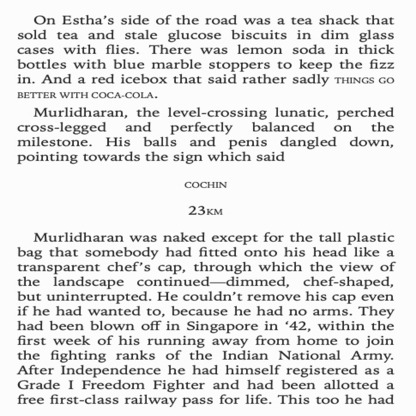 On Estha’s side of the road was a tea shack that
sold tea and stale glucose biscuits in dim glass
cases with flies. There was lemon soda in thick
bottles with blue marble stoppers to keep the fizz
in. And a red icebox that said rather sadly THINGS GO
BETTER WITH COCA-COLA.
Murlidharan, the level-crossing lunatic, perched
cross-legged and perfectly balanced on the
milestone. His balls and penis dangled down,
pointing towards the sign which said
COCHIN
23KM
Murlidharan was naked except for the tall plastic
bag that somebody had fitted onto his head like a
transparent chef’s cap, through which the view of
the landscape continued—dimmed, chef-shaped,
but uninterrupted. He couldn’t remove his cap even
if he had wanted to, because he had no arms. They
had been blown off in Singapore in ‘42, within the
first week of his running away from home to join
the fighting ranks of the Indian National Army.
After Independence he had himself registered as a
Grade I Freedom Fighter and had been allotted a
free first-class railway pass for life. This too he had